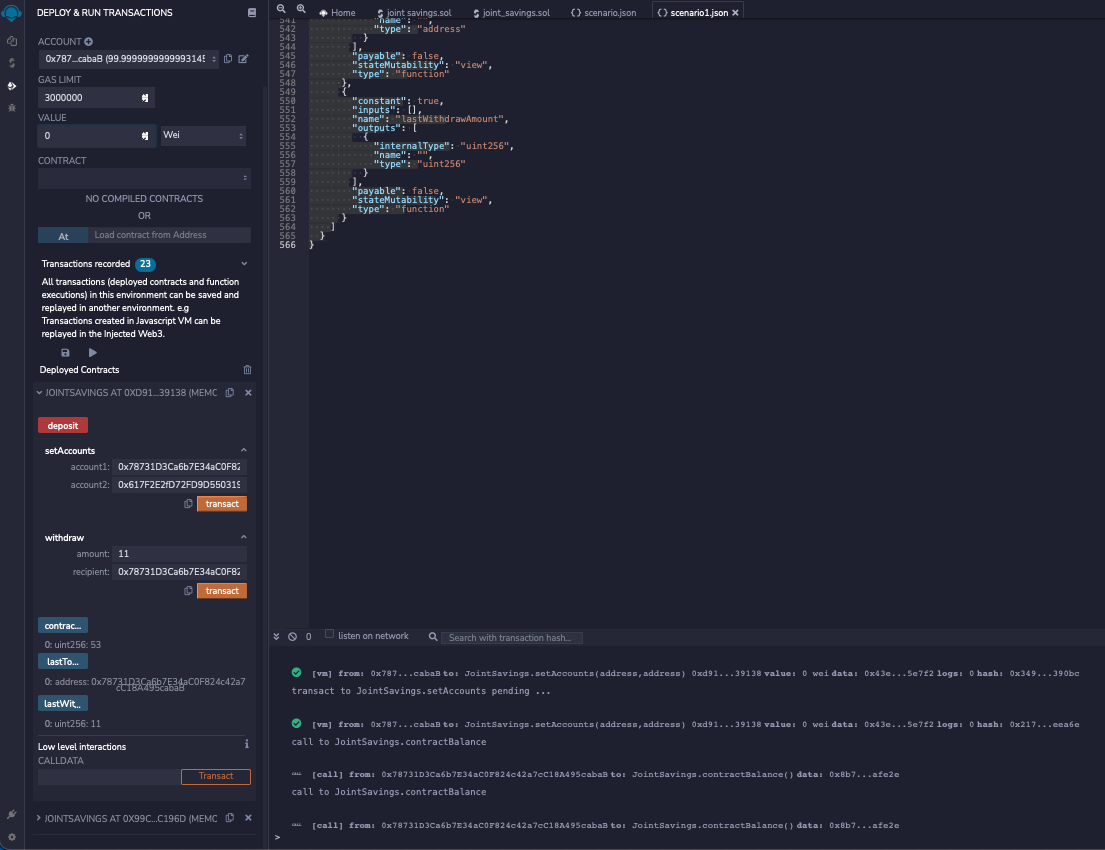 DEPLOY & RUN TRANSACTIONS
ACCOUNT
0x787...cabaB (99.9999999999993145
GAS LIMIT
3000000
VALUE
0
Wei
CONTRACT
NO COMPILED CONTRACTS
OR
At
Load contract from Address
Transactions recorded 23
All transactions (deployed contracts and function
executions) in this environment can be saved and
replayed in another environment. e.g
Transactions created in Javascript VM can be
replayed in the Injected Web3.
Deployed Contracts
JOINTSAVINGS AT 0XD91...39138 (MEMC
deposit
setAccounts
account1: 0x78731D3Ca6b7E34aC0F82
account2: 0x617F2E2fD72FD9D550319
transact
withdraw
amount: 11
recipient: 0x78731D3Ca6b7E34aC0F82
transact
contrac...
0: uint256: 53
lastTo...
0: address: 0x78731D3Ca6b7E34aC0F824c42a7
cC18A495cabaB
lastWit...
0: uint256: 11
Low level interactions
CALLDATA
Transact
JOINTSAVINGS AT 0X99C...C196D (MEMC
Home
joint savings.sol
joint_savings.sol
{} scenario.json
{} scenario1.json
541 "name": "",
542 "type": "address"
543 }
544 ],
545 "payable": false,
546 "stateMutability": "view",
547 "type": "function"
548 },
549 {
550 "constant": true,
551 "inputs": [],
552 "name": "lastWithdrawAmount",
553 "outputs": [
554 {
555 "internalType": "uint256",
556 "name": "",
557 "type": "uint256"
558 }
559 ],
560 "payable": false,
561 "stateMutability": "view",
562 "type": "function"
563 }
564 ]
565 }
566 }
0
listen on network
Search with transaction hash...
[vm] from: 0x787...cabaB to: JointSavings.setAccounts(address,address) 0xd91...39138 value: 0 wei data: 0x43e...5e7f2 logs: 0 hash: 0x349...390bc
transact to JointSavings.setAccounts pending ...
[vm] from: 0x787...cabaB to: JointSavings.setAccounts(address,address) 0xd91...39138 value: 0 wei data: 0x43e...5e7f2 logs: 0 hash: 0x217...eea6e
call to JointSavings.contractBalance
[call] from: 0x78731D3Ca6b7E34aC0F824c42a7cC18A495cabaB to: JointSavings.contractBalance() data: 0x8b7...afe2e
call to JointSavings.contractBalance
[call] from: 0x78731D3Ca6b7E34aC0F824c42a7cC18A495cabaB to: JointSavings.contractBalance() data: 0x8b7...afe2e
>